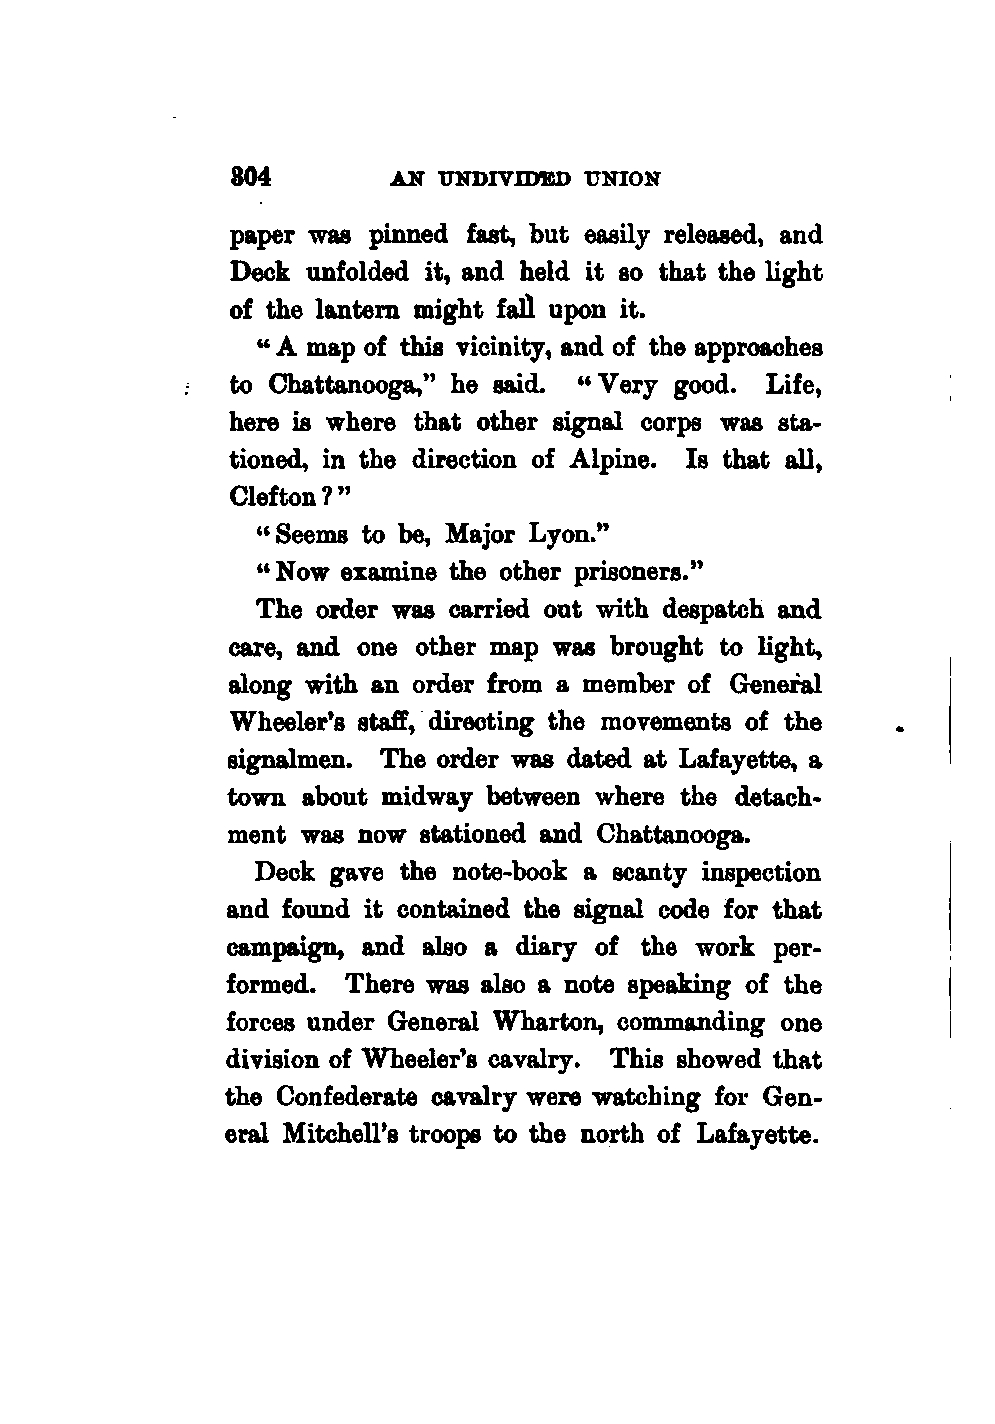 304 AN UNDIVIDED UNION
paper was pinned fast, but easily released, and
Deck unfolded it, and held it so that the light
of the lantern might fall upon it.
“A map of this vicinity, and of the approaches
to Chattanooga,” he said. “Very good. Life,
here is where that other signal corps was sta-
tioned, in the direction of Alpine. Is that all,
Clefton?”
“Seems to be, Major Lyon.”
“Now examine the other prisoners.”
The order was carried out with despatch and
care, and one other map was brought to light,
along with an order from a member of General
Wheeler’s staff, directing the movements of the
signalmen. The order was dated at Lafayette, a
town about midway between where the detach-
ment was now stationed and Chattanooga.
Deck gave the note-book a scanty inspection
and found it contained the signal code for that
campaign, and also a diary of the work per-
formed. There was also a note speaking of the
forces under General Wharton, commanding one
division of Wheeler’s cavalry. This showed that
the Confederate cavalry were watching for Gen-
eral Mitchell’s troops to the north of Lafayette.